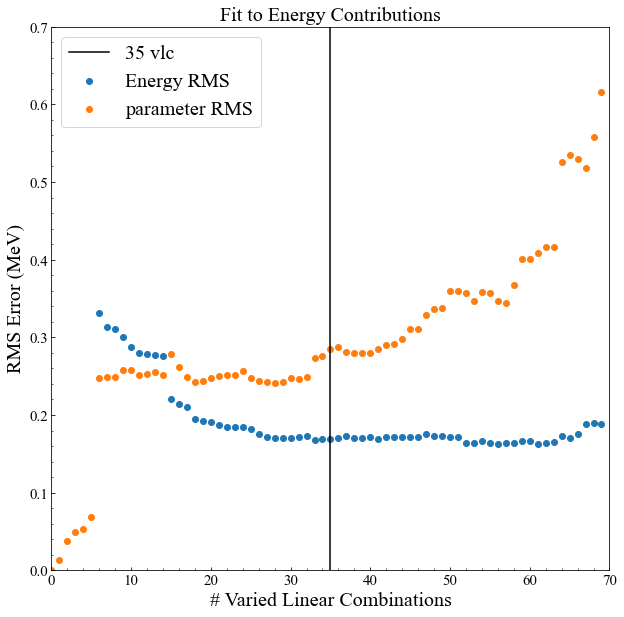 Fit to Energy Contributions
35 vlc
Energy RMS
parameter RMS
RMS Error (MeV)
0.7
0.6
0.5
0.4
0.3
0.2
0.1
0.0
0 10 20 30 40 50 60 70
# Varied Linear Combinations